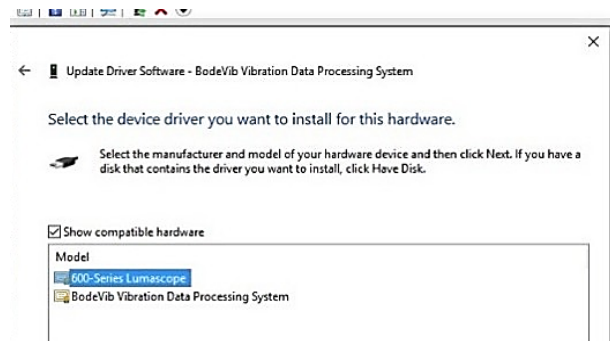 Update Driver Software - BodeVib Vibration Data Processing System
Select the device driver you want to install for this hardware.
Select the manufacturer and model of your hardware device and then click Next. If you have a
disk that contains the driver you want to install, click Have Disk.
Show compatible hardware
Model
600-Series Lumascope
BodeVib Vibration Data Processing System